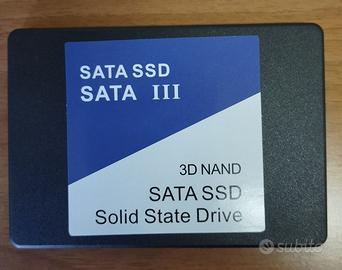 SATA SSD
SATA III
3D NAND
SATA SSD
Solid State Drive
subito